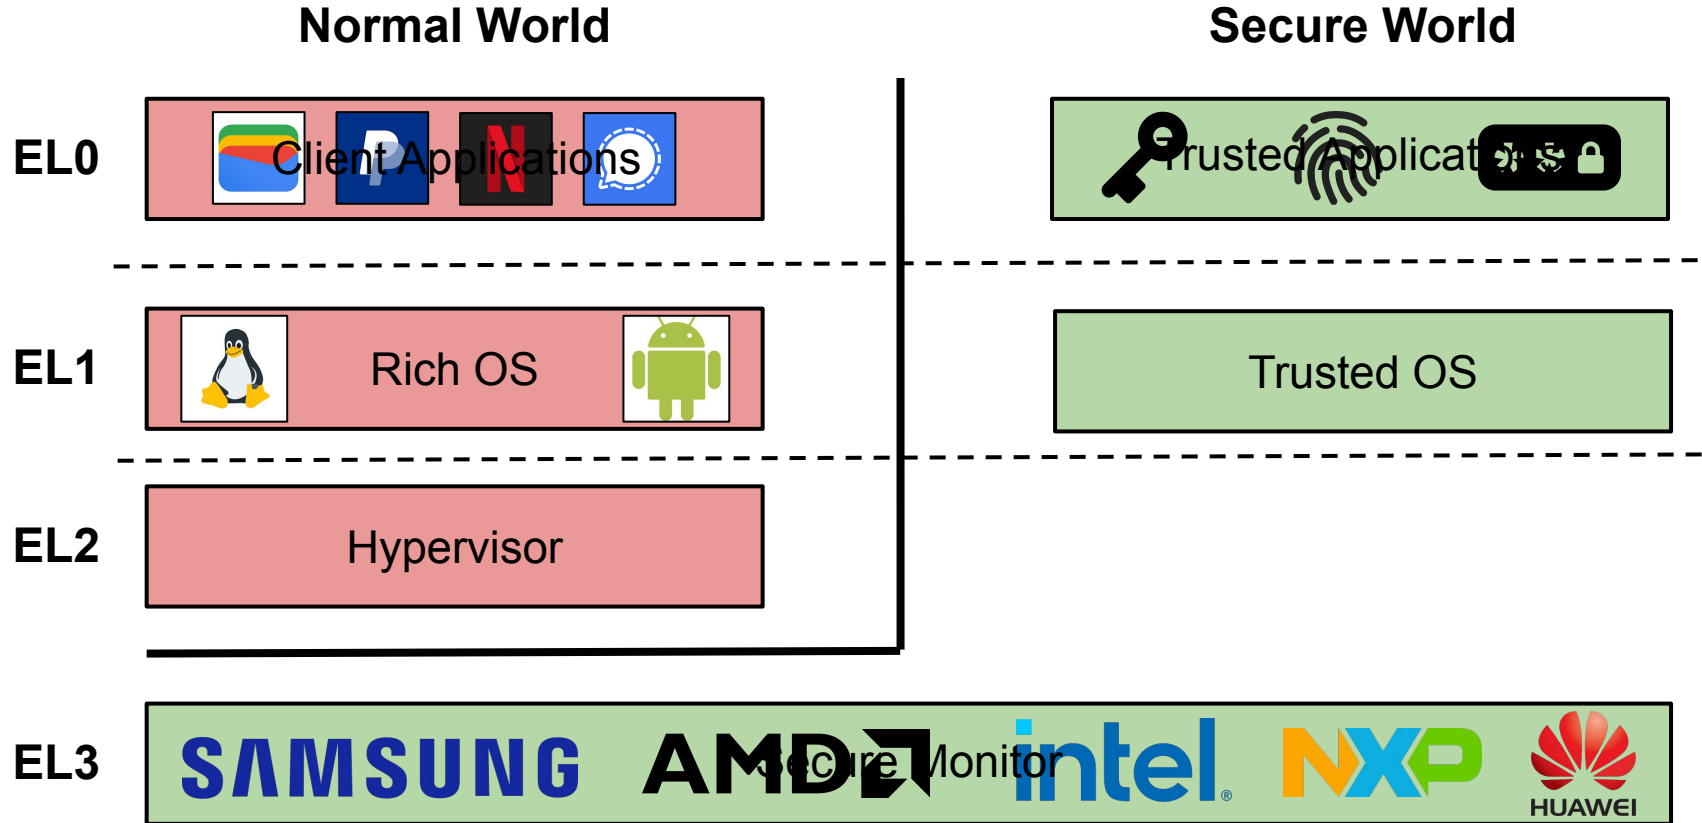 Normal World
Secure World
EL0
Client Applications
Trusted Applications
EL1
Rich OS
Trusted OS
EL2
Hypervisor
EL3
Secure Monitor
SAMSUNG
AMD
intel®
NXP
HUAWEI